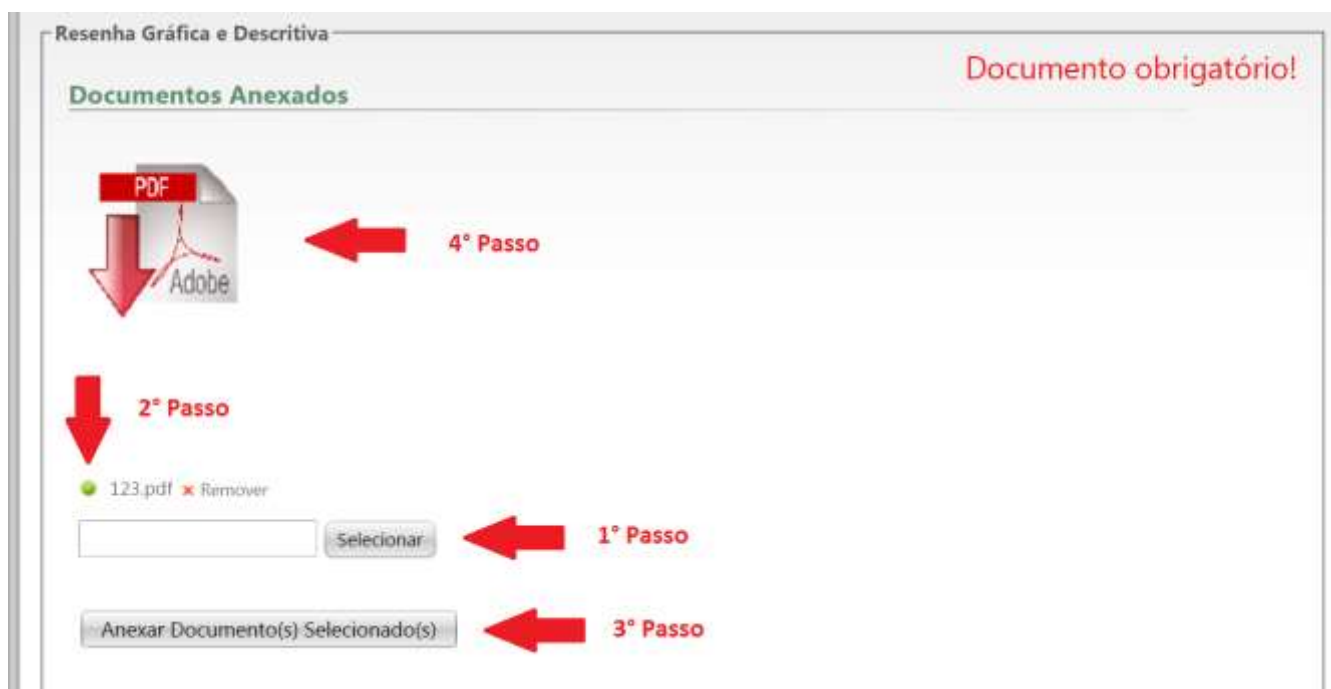 Resenha Gráfica e Descritiva
Documento obrigatório!
Documentos Anexados
PDF
Adobe
4° Passo
2° Passo
123.pdf × Remover
Selecionar
1° Passo
Anexar Documento(s) Selecionado(s)
3° Passo